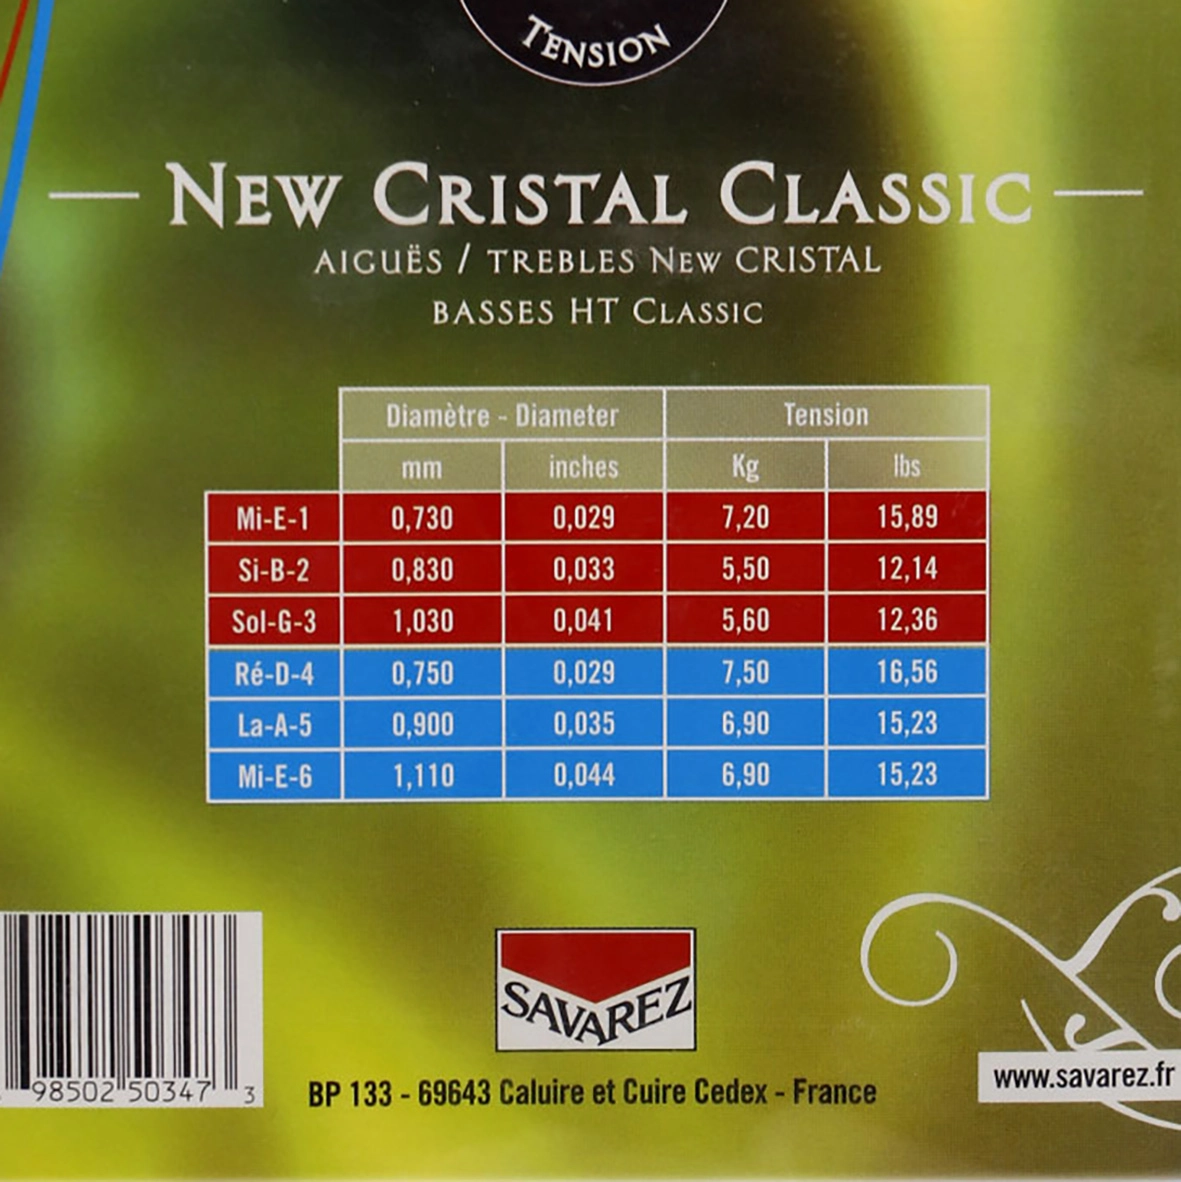 TENSION
NEW CRISTAL CLASSIC
AIGUËS / TREBLES NEW CRISTAL
BASSES HT CLASSIC
Diamètre - Diameter Tension
mm inches Kg lbs
Mi-E-1 0,730 0,029 7,20 15,89
Si-B-2 0,830 0,033 5,50 12,14
Sol-G-3 1,030 0,041 5,60 12,36
Ré-D-4 0,750 0,029 7,50 16,56
La-A-5 0,900 0,035 6,90 15,23
Mi-E-6 1,110 0,044 6,90 15,23
SAVAREZ
98502 50347 3
www.savarez.fr
BP 133 - 69643 Caluire et Cuire Cedex - France